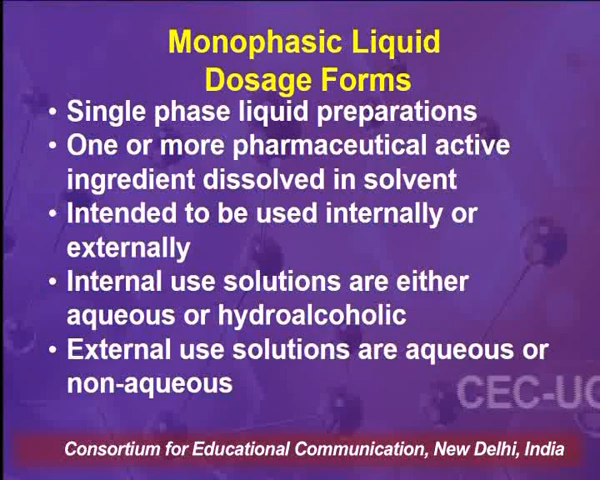 Monophasic Liquid
Dosage Forms
• Single phase liquid preparations
• One or more pharmaceutical active
ingredient dissolved in solvent
• Intended to be used internally or
externally
• Internal use solutions are either
aqueous or hydroalcoholic
• External use solutions are aqueous or
non-aqueous
CEC-UG
Consortium for Educational Communication, New Delhi, India